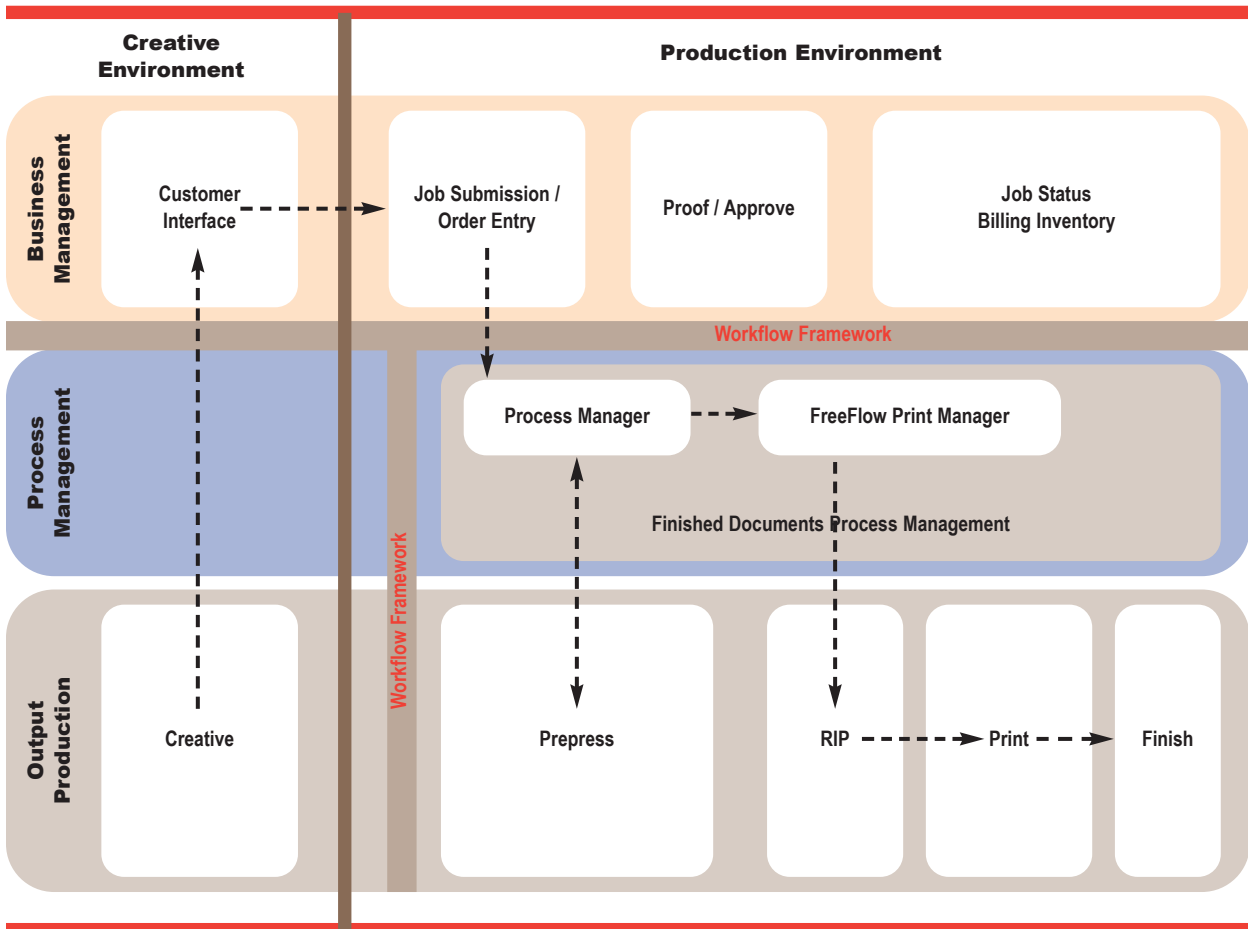 Creative
Environment
Production Environment
Business
Management
Customer
Interface
Job Submission /
Order Entry
Proof / Approve
Job Status
Billing Inventory
Workflow Framework
Process
Management
Process Manager
FreeFlow Print Manager
Finished Documents Process Management
Workflow Framework
Output
Production
Creative
Prepress
RIP
Print
Finish